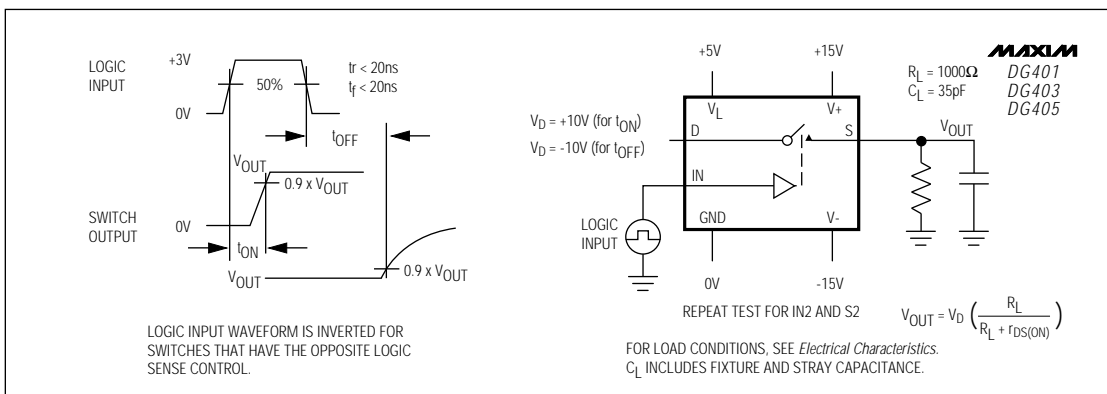 LOGIC
INPUT
+3V
0V
50%
tr < 20ns
tf < 20ns
tOFF
VOUT
0.9 x VOUT
SWITCH
OUTPUT
0V
tON
VOUT
0.9 x VOUT
LOGIC INPUT WAVEFORM IS INVERTED FOR
SWITCHES THAT HAVE THE OPPOSITE LOGIC
SENSE CONTROL.
+5V
+15V
VL
V+
VD = +10V (for tON)
VD = -10V (for tOFF)
D
S
IN
LOGIC
INPUT
GND
V-
0V
-15V
RL = 1000Ω
CL = 35pF
VOUT
MAXIM
DG401
DG403
DG405
REPEAT TEST FOR IN2 AND S2
VOUT = VD ( RL / RL + rDS(ON) )
FOR LOAD CONDITIONS, SEE Electrical Characteristics.
CL INCLUDES FIXTURE AND STRAY CAPACITANCE.